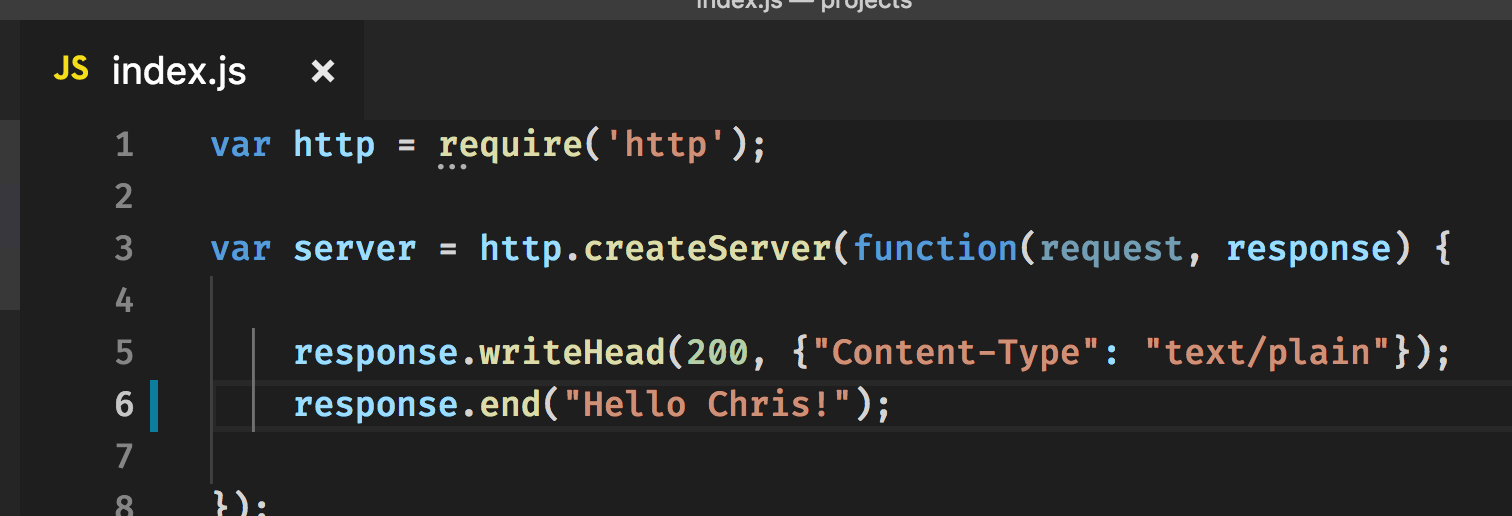 index.js — projects
JS index.js ×
1 var http = require('http');
2
3 var server = http.createServer(function(request, response) {
4
5     response.writeHead(200, {"Content-Type": "text/plain"});
6     response.end("Hello Chris!");
7
8 });